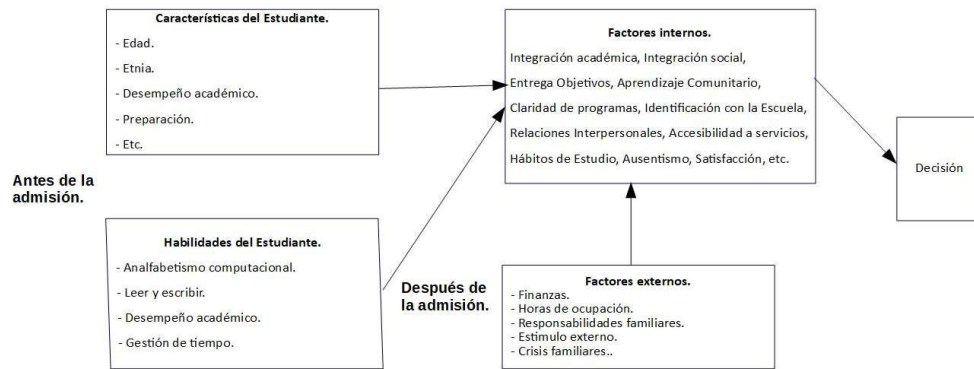 Características del Estudiante.
- Edad.
- Etnia.
- Desempeño académico.
- Preparación.
- Etc.
Antes de la
admisión.
Habilidades del Estudiante.
- Analfabetismo computacional.
- Leer y escribir.
- Desempeño académico.
- Gestión de tiempo.
Después de
la admisión.
Factores internos.
Integración académica, Integración social,
Entrega Objetivos, Aprendizaje Comunitario,
Claridad de programas, Identificación con la Escuela,
Relaciones Interpersonales, Accesibilidad a servicios,
Hábitos de Estudio, Ausentismo, Satisfacción, etc.
Factores externos.
- Finanzas.
- Horas de ocupación.
- Responsabilidades familiares.
- Estimulo externo.
- Crisis familiares..
Decisión